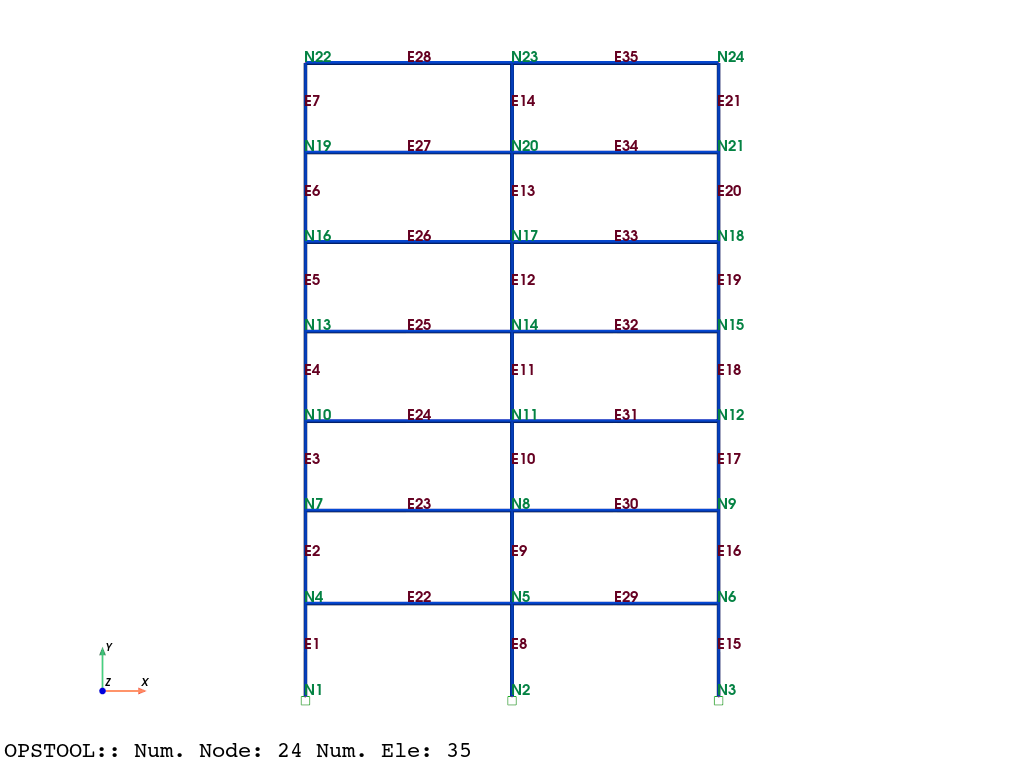 N22 E28 N23 E35 N24
E7 E14 E21
N19 E27 N20 E34 N21
E6 E13 E20
N16 E26 N17 E33 N18
E5 E12 E19
N13 E25 N14 E32 N15
E4 E11 E18
N10 E24 N11 E31 N12
E3 E10 E17
N7 E23 N8 E30 N9
E2 E9 E16
N4 E22 N5 E29 N6
E1 E8 E15
Y
Z X
N1 N2 N3
OPSTOOL:: Num. Node: 24 Num. Ele: 35